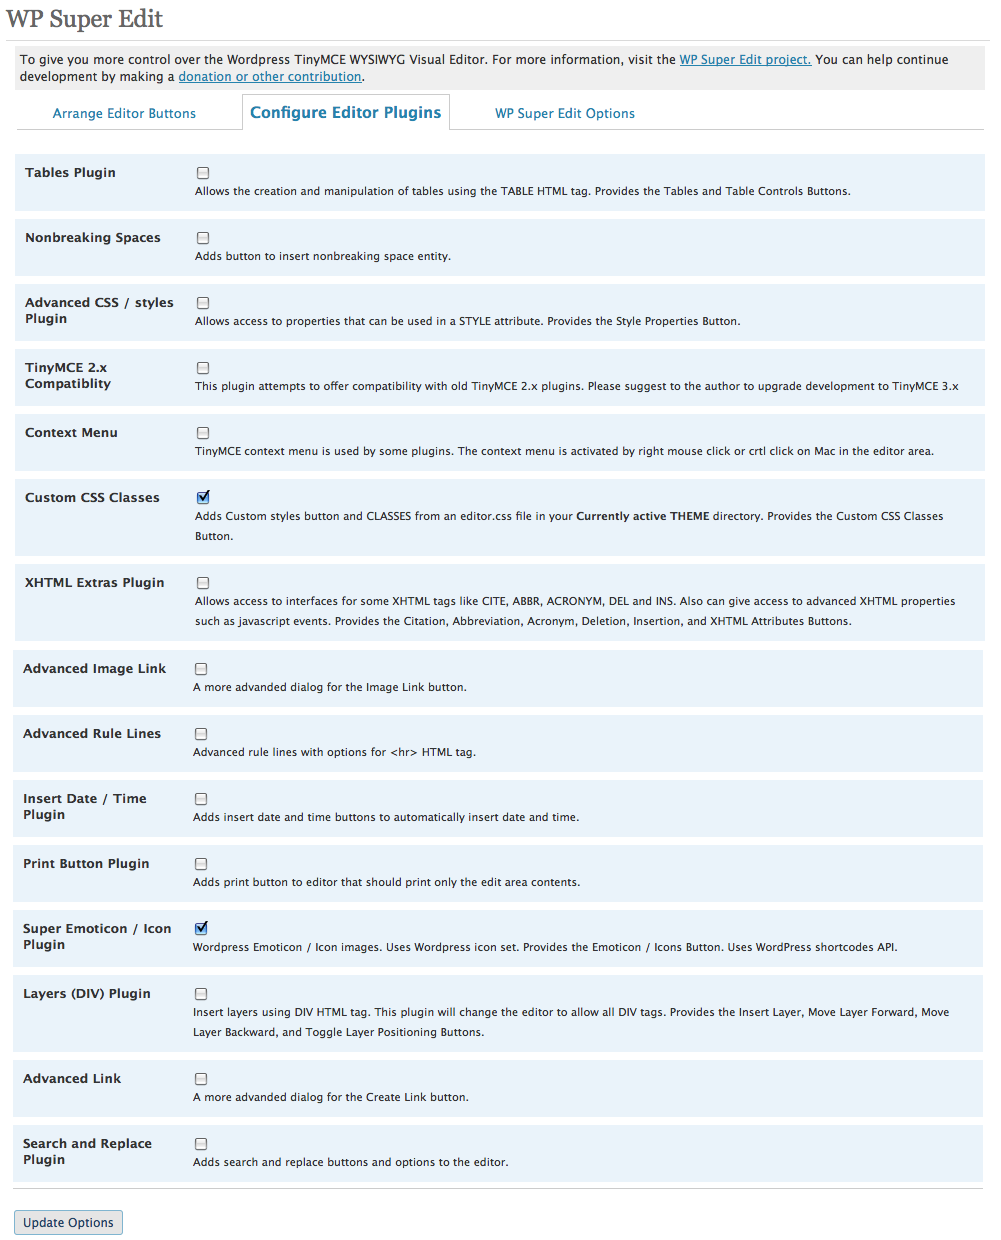 WP Super Edit
To give you more control over the Wordpress TinyMCE WYSIWYG Visual Editor. For more information, visit the WP Super Edit project. You can help continue
development by making a donation or other contribution.
Arrange Editor Buttons
Configure Editor Plugins
WP Super Edit Options
Tables Plugin
Allows the creation and manipulation of tables using the TABLE HTML tag. Provides the Tables and Table Controls Buttons.
Nonbreaking Spaces
Adds button to insert nonbreaking space entity.
Advanced CSS / styles
Plugin
Allows access to properties that can be used in a STYLE attribute. Provides the Style Properties Button.
TinyMCE 2.x
Compatiblity
This plugin attempts to offer compatibility with old TinyMCE 2.x plugins. Please suggest to the author to upgrade development to TinyMCE 3.x
Context Menu
TinyMCE context menu is used by some plugins. The context menu is activated by right mouse click or crtl click on Mac in the editor area.
Custom CSS Classes
Adds Custom styles button and CLASSES from an editor.css file in your Currently active THEME directory. Provides the Custom CSS Classes
Button.
XHTML Extras Plugin
Allows access to interfaces for some XHTML tags like CITE, ABBR, ACRONYM, DEL and INS. Also can give access to advanced XHTML properties
such as javascript events. Provides the Citation, Abbreviation, Acronym, Deletion, Insertion, and XHTML Attributes Buttons.
Advanced Image Link
A more advanded dialog for the Image Link button.
Advanced Rule Lines
Advanced rule lines with options for <hr> HTML tag.
Insert Date / Time
Plugin
Adds insert date and time buttons to automatically insert date and time.
Print Button Plugin
Adds print button to editor that should print only the edit area contents.
Super Emoticon / Icon
Plugin
Wordpress Emoticon / Icon images. Uses Wordpress icon set. Provides the Emoticon / Icons Button. Uses WordPress shortcodes API.
Layers (DIV) Plugin
Insert layers using DIV HTML tag. This plugin will change the editor to allow all DIV tags. Provides the Insert Layer, Move Layer Forward, Move
Layer Backward, and Toggle Layer Positioning Buttons.
Advanced Link
A more advanded dialog for the Create Link button.
Search and Replace
Plugin
Adds search and replace buttons and options to the editor.
Update Options